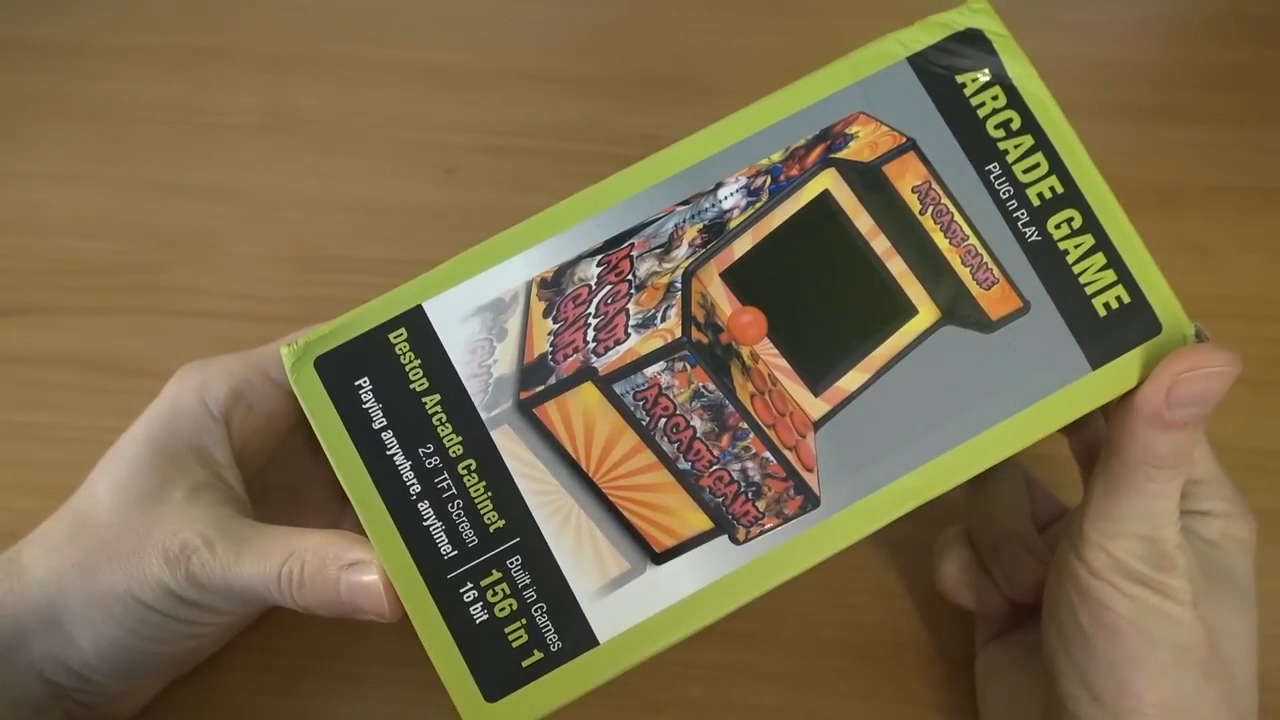 ARCADE GAME
PLUG n PLAY
ARCADE GAME
ARCADE
GAME
ARCADE GAME
Destop Arcade Cabinet
2.8' TFT Screen
Playing anywhere, anytime!
Built in Games
156 in 1
16 bit